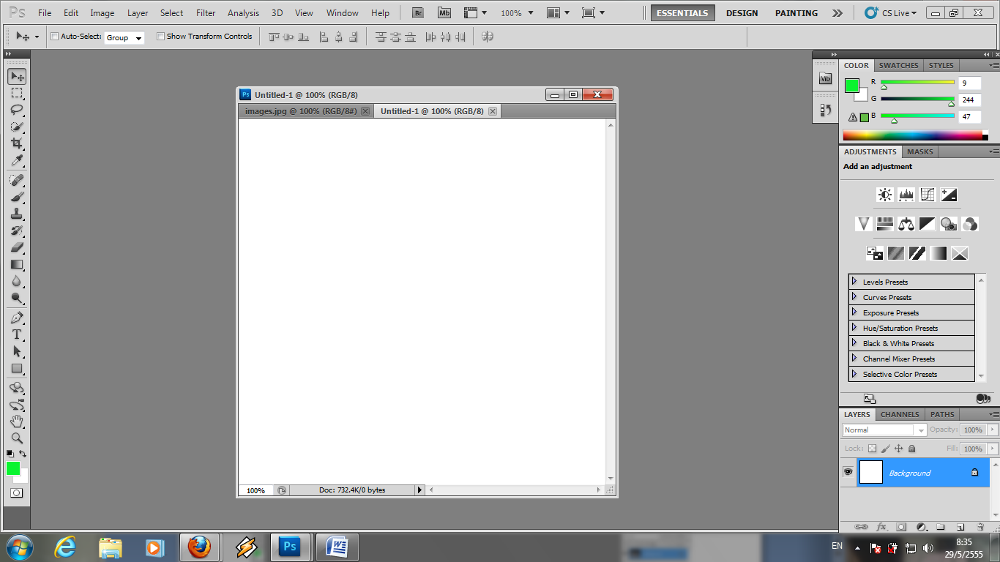 Ps File Edit Image Layer Select Filter Analysis 3D View Window Help Br Mb 100% ESSENTIALS DESIGN PAINTING CS Live
Auto-Select: Group Show Transform Controls
Ps Untitled-1 @ 100% (RGB/8)
images.jpg @ 100% (RGB/8#) Untitled-1 @ 100% (RGB/8)
T
100% Doc: 732.4K/0 bytes
Mb
COLOR SWATCHES STYLES
R 9
G 244
B 47
ADJUSTMENTS MASKS
Add an adjustment
Levels Presets
Curves Presets
Exposure Presets
Hue/Saturation Presets
Black & White Presets
Channel Mixer Presets
Selective Color Presets
LAYERS CHANNELS PATHS
Normal Opacity: 100%
Lock: Fill: 100%
Background
fx
Ps W EN 8:35
29/5/2555